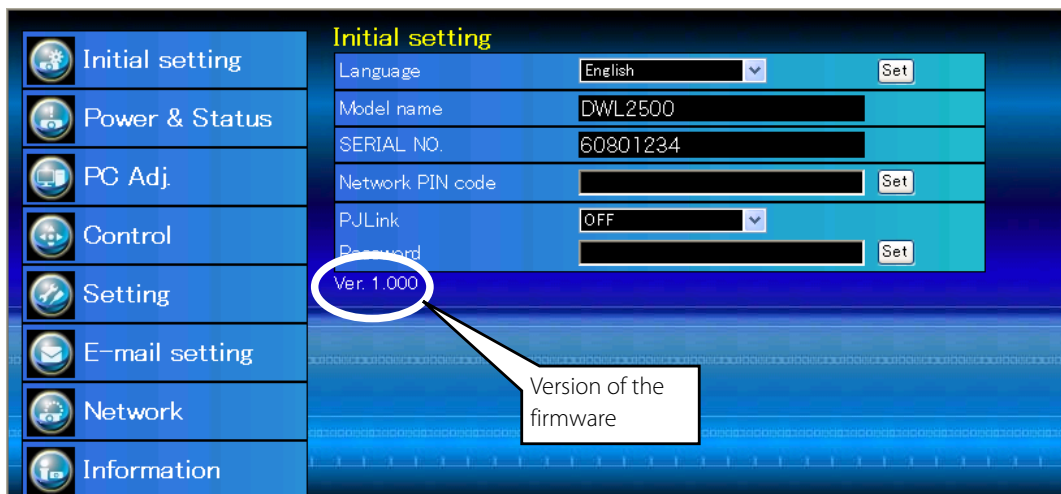 Initial setting
Power & Status
PC Adj.
Control
Setting
E-mail setting
Network
Information
Initial setting
Language English Set
Model name DWL2500
SERIAL NO. 60801234
Network PIN code Set
PJLink OFF
Password Set
Ver. 1.000
Version of the
firmware